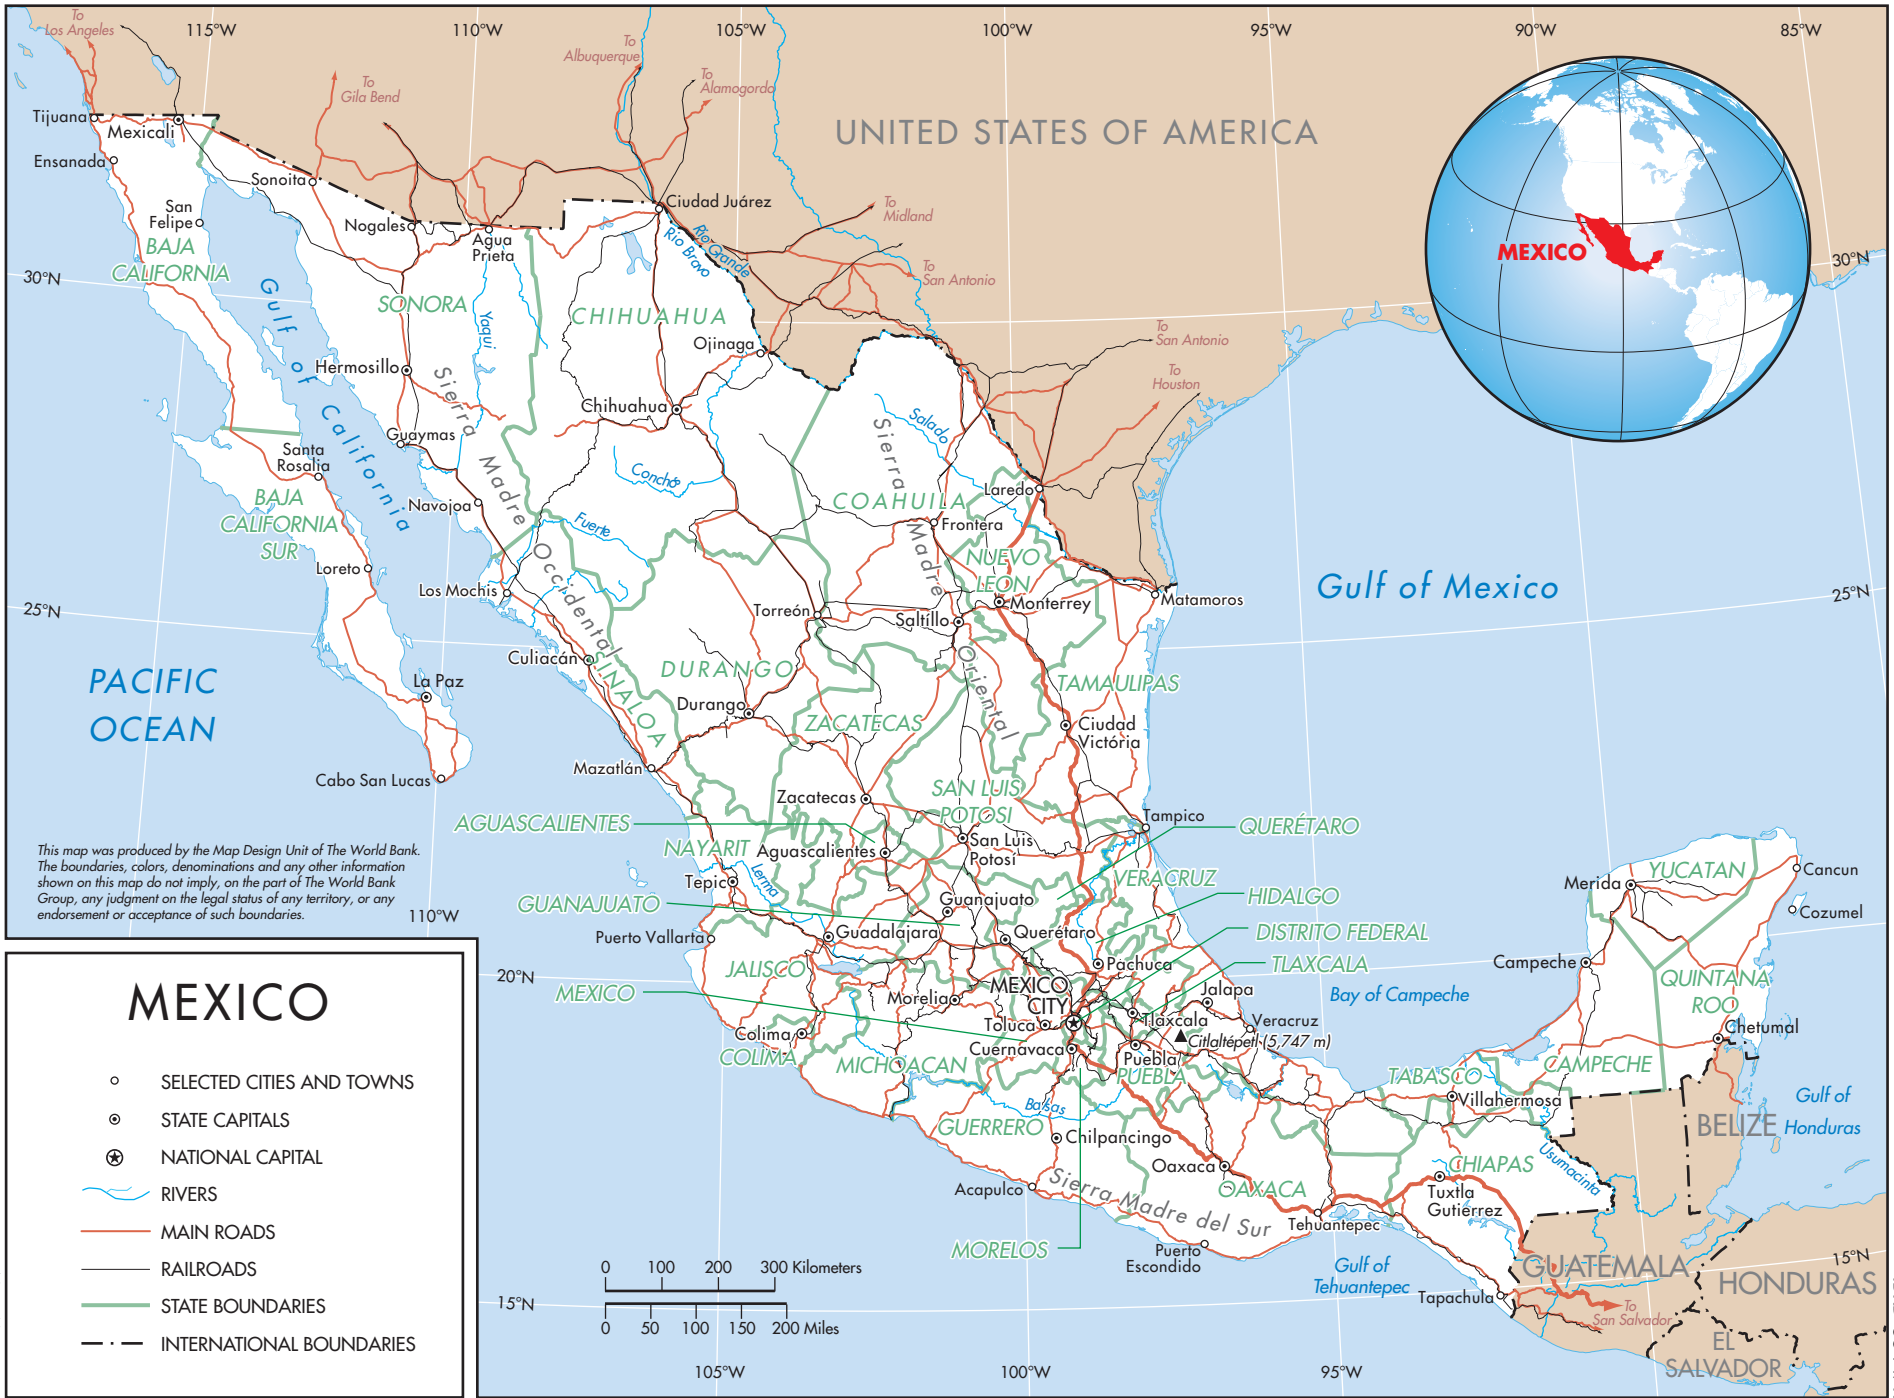 To
Los Angeles
115°W
110°W
105°W
100°W
95°W
90°W
85°W
To
Albuquerque
To
Gila Bend
To
Alamogordo
UNITED STATES OF AMERICA
Tijuana
Mexicali
Ensanada
Sonoita
San
Felipe
Nogales
Agua
Prieta
Ciudad Juárez
To
Midland
Rio Grande
Rio Bravo
To
San Antonio
MEXICO
30°N
30°N
BAJA
CALIFORNIA
Gulf of California
SONORA
Yaqui
CHIHUAHUA
Ojinaga
To
San Antonio
To
Houston
Hermosillo
Sierra Madre Occidental
Chihuahua
Guaymas
Santa
Rosalia
Conchó
Salado
Sierra Madre Oriental
COAHUILA
Laredo
BAJA
CALIFORNIA
SUR
Navojoa
Fuerte
Frontera
NUEVO
LEON
Loreto
Los Mochis
Torreón
Monterrey
Saltíllo
Matamoros
Gulf of Mexico
25°N
25°N
PACIFIC
OCEAN
Culiacán
SINALOA
DURANGO
La Paz
Durango
ZACATECAS
TAMAULIPAS
Ciudad
Victória
Cabo San Lucas
Mazatlán
Zacatecas
SAN LUIS
POTOSI
Tampico
AGUASCALIENTES
QUERÉTARO
NAYARIT
Aguascalientes
San Luis
Potosí
This map was produced by the Map Design Unit of The World Bank.
The boundaries, colors, denominations and any other information
shown on this map do not imply, on the part of The World Bank
Group, any judgment on the legal status of any territory, or any
endorsement or acceptance of such boundaries.
110°W
Tepic
Lerma
VERACRUZ
HIDALGO
GUANAJUATO
Guanajuato
Puerto Vallarta
Guadalajara
Querétaro
DISTRITO FEDERAL
Merida
YUCATAN
Cancun
Cozumel
20°N
JALISCO
Pachuca
TLAXCALA
Campeche
QUINTANA
ROO
MEXICO
MEXICO
CITY
Morelia
Jalapa
Bay of Campeche
Colima
Toluca
Tlaxcala
Veracruz
Citlaltépetl (5,747 m)
Chetumal
COLIMA
MICHOACAN
Cuernavaca
Puebla
PUEBLA
TABASCO
CAMPECHE
Villahermosa
Balsas
GUERRERO
Chilpancingo
BELIZE
Gulf of
Honduras
Oaxaca
OAXACA
CHIAPAS
Usumacinta
Acapulco
Sierra Madre del Sur
Tuxtla
Gutiérrez
Tehuantepec
MORELOS
Puerto
Escondido
Gulf of
Tehuantepec
GUATEMALA
HONDURAS
15°N
15°N
Tapachula
To
San Salvador
EL
SALVADOR
MEXICO
SELECTED CITIES AND TOWNS
STATE CAPITALS
NATIONAL CAPITAL
RIVERS
MAIN ROADS
RAILROADS
STATE BOUNDARIES
INTERNATIONAL BOUNDARIES
0 100 200 300 Kilometers
0 50 100 150 200 Miles
105°W
100°W
95°W